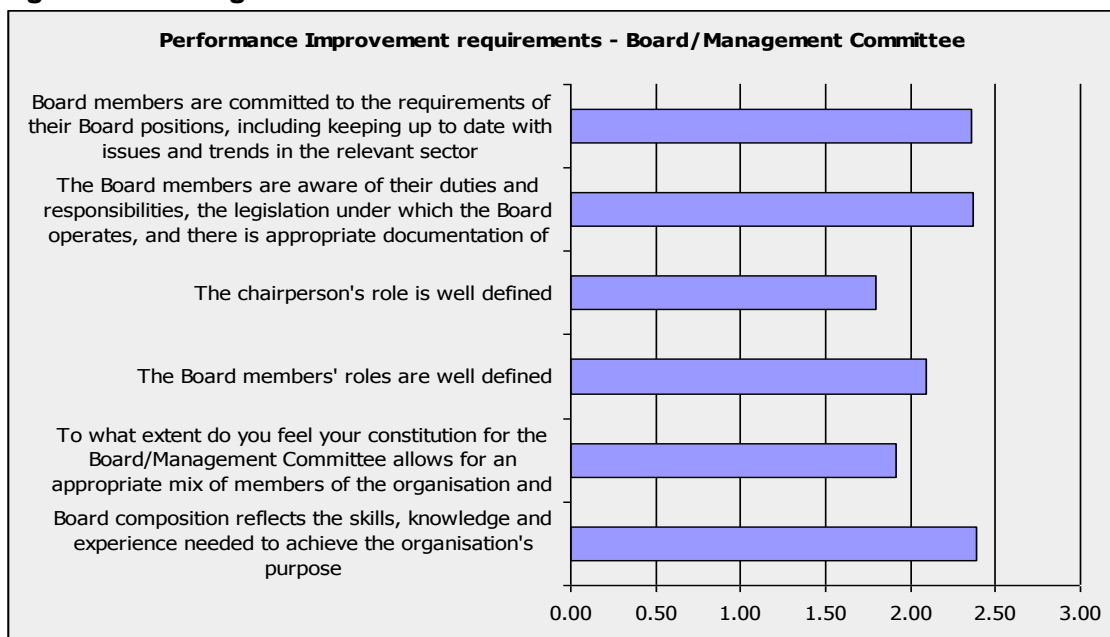 Performance Improvement requirements - Board/Management Committee
Board members are committed to the requirements of
their Board positions, including keeping up to date with
issues and trends in the relevant sector
The Board members are aware of their duties and
responsibilities, the legislation under which the Board
operates, and there is appropriate documentation of
The chairperson's role is well defined
The Board members' roles are well defined
To what extent do you feel your constitution for the
Board/Management Committee allows for an
appropriate mix of members of the organisation and
Board composition reflects the skills, knowledge and
experience needed to achieve the organisation's
purpose
0.00 0.50 1.00 1.50 2.00 2.50 3.00